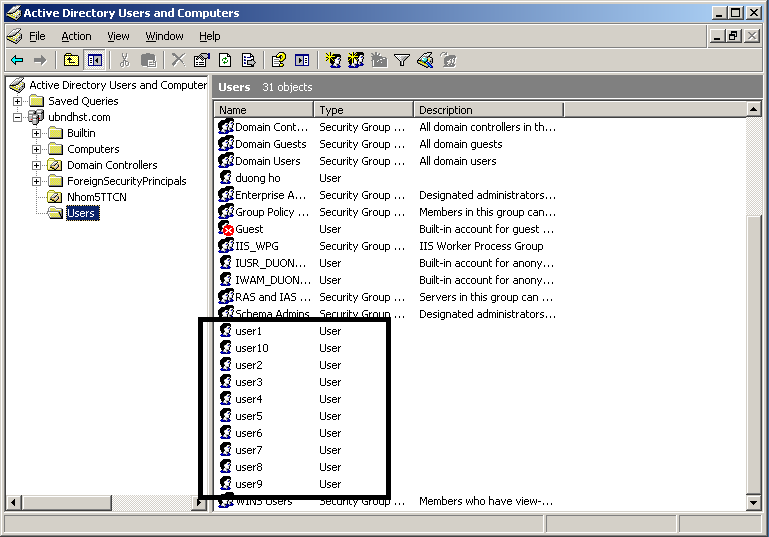 Active Directory Users and Computers
File Action View Window Help
Active Directory Users and Computer
Saved Queries
ubndhst.com
Builtin
Computers
Domain Controllers
ForeignSecurityPrincipals
Nhom5TTCN
Users
Users 31 objects
Name Type Description
Domain Cont... Security Group ... All domain controllers in th...
Domain Guests Security Group ... All domain guests
Domain Users Security Group ... All domain users
duong ho User
Enterprise A... Security Group ... Designated administrators...
Group Policy ... Security Group ... Members in this group can...
Guest User Built-in account for guest ...
IIS_WPG Security Group ... IIS Worker Process Group
IUSR_DUON... User Built-in account for anony...
IWAM_DUON... User Built-in account for anony...
RAS and IAS ... Security Group ... Servers in this group can ...
Schema Admins Security Group ... Designated administrators...
user1 User
user10 User
user2 User
user3 User
user4 User
user5 User
user6 User
user7 User
user8 User
user9 User
WINS Users Security Group ... Members who have view-...